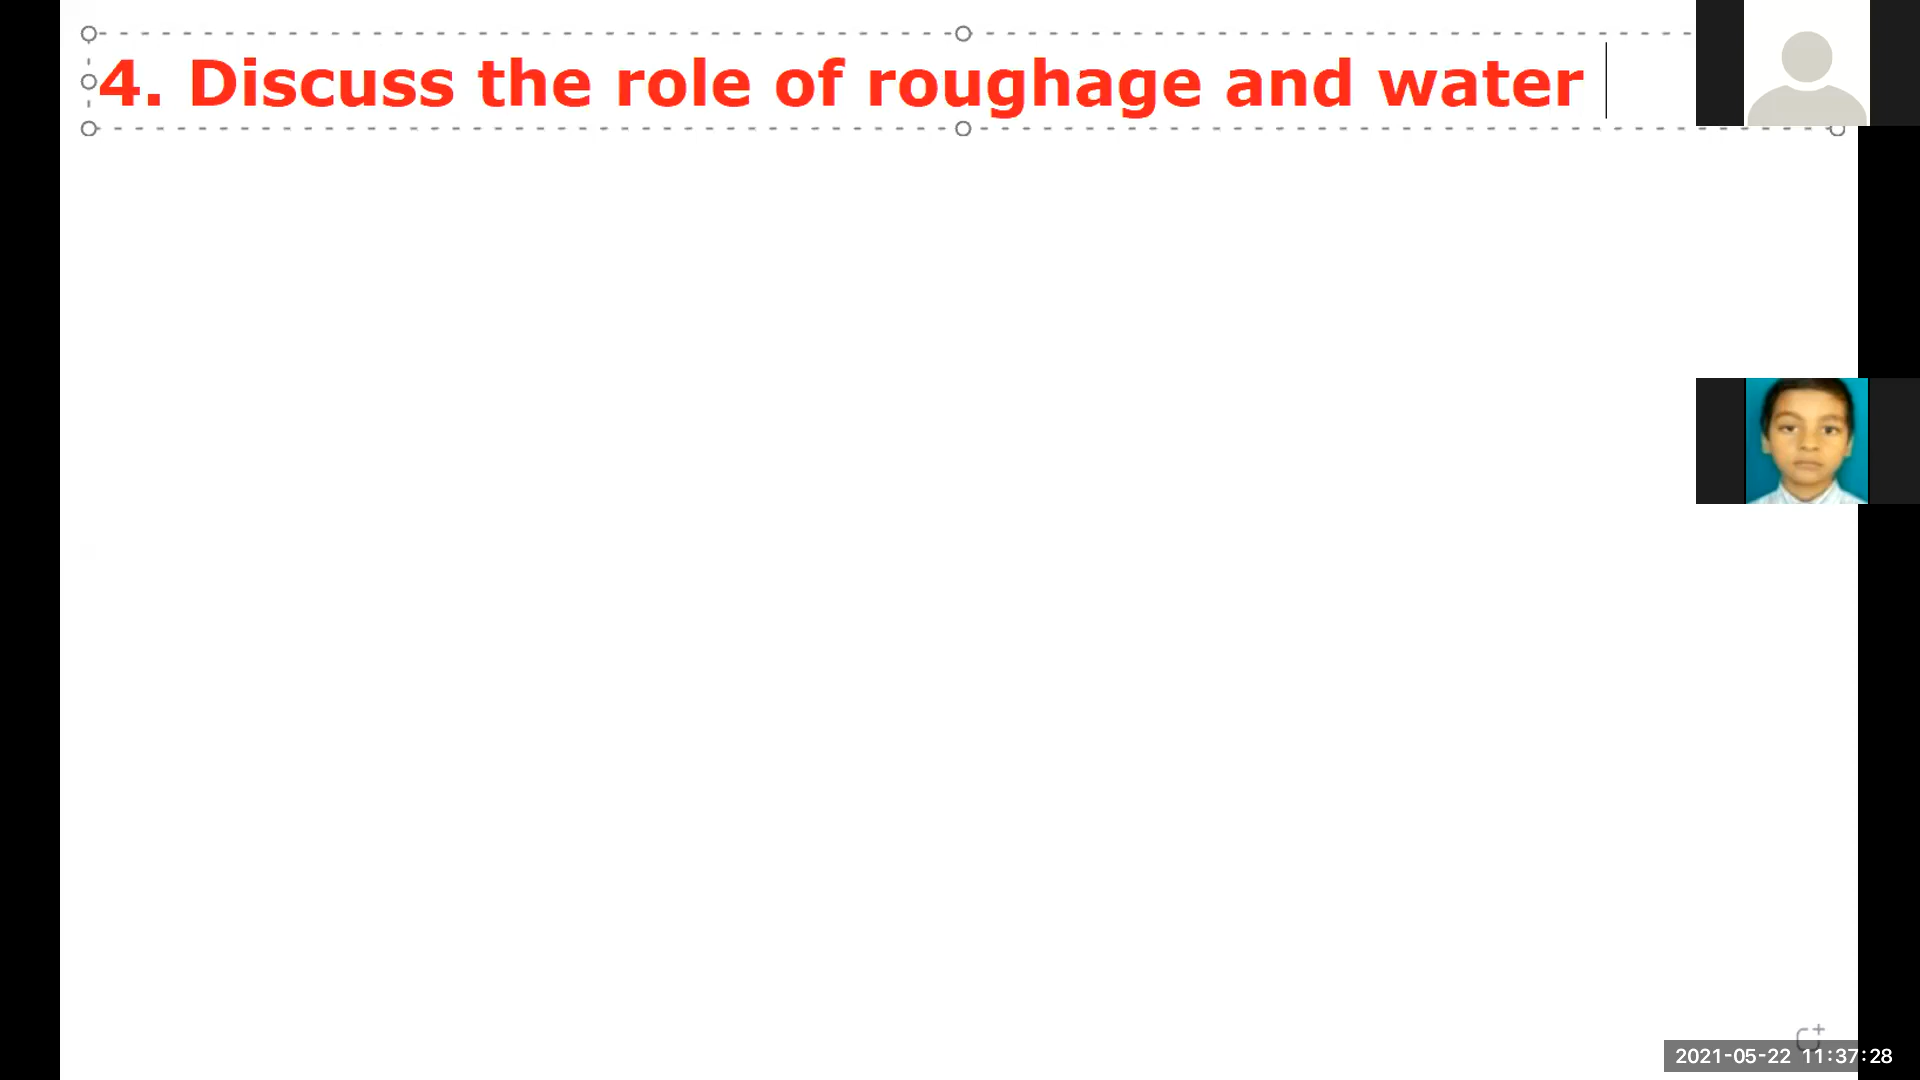 4. Discuss the role of roughage and water
2021-05-22 11:37:28